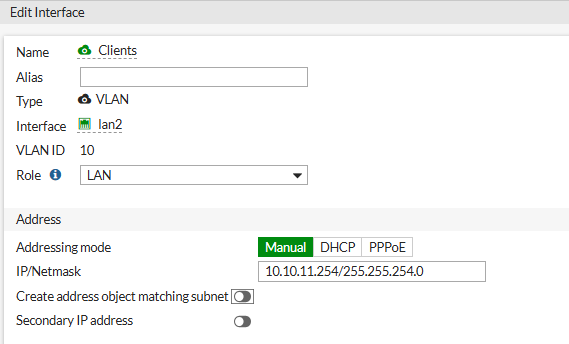 Edit Interface
Name Clients
Alias
Type VLAN
Interface lan2
VLAN ID 10
Role LAN
Address
Addressing mode Manual DHCP PPPoE
IP/Netmask 10.10.11.254/255.255.254.0
Create address object matching subnet
Secondary IP address